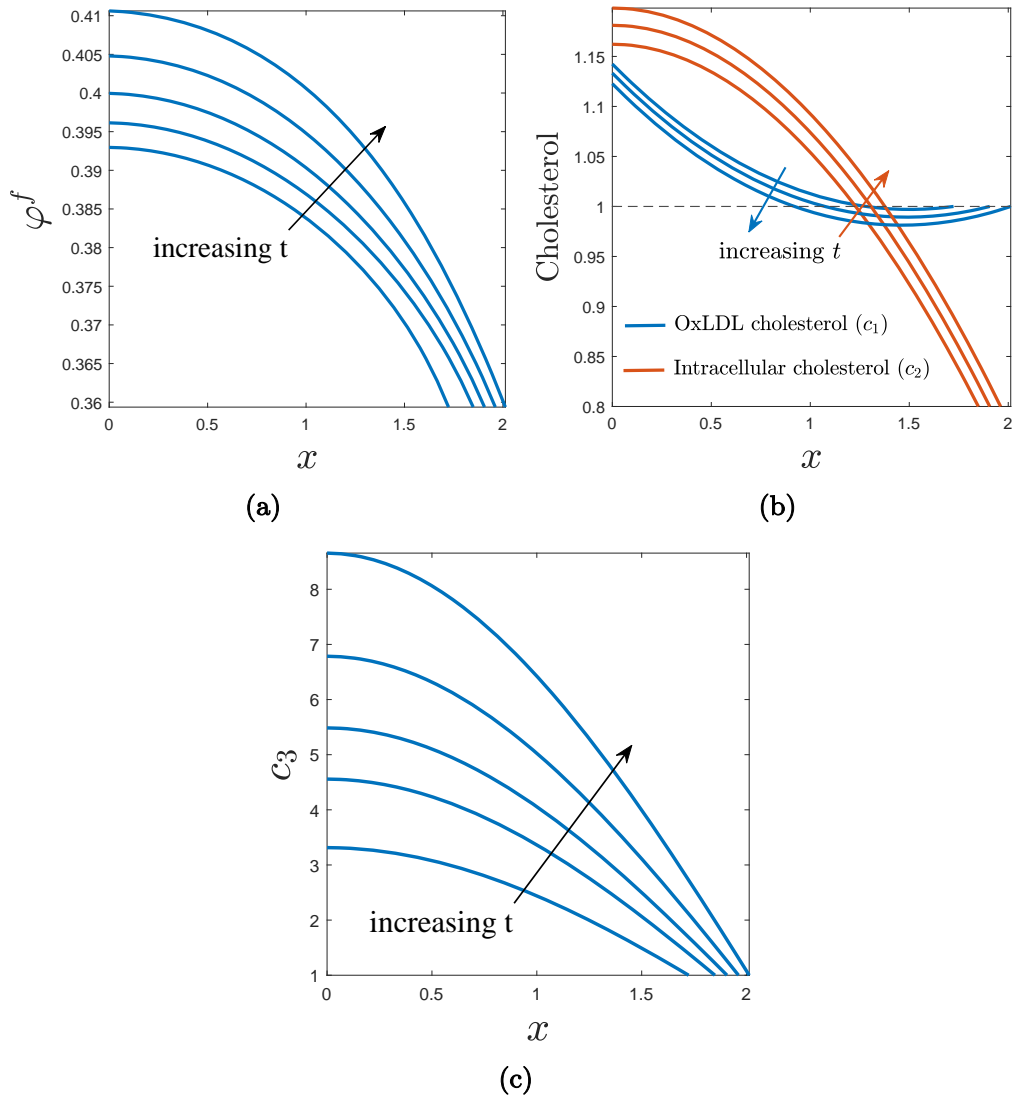 0.41
0.405
0.4
0.395
0.39
0.385
0.38
0.375
0.37
0.365
0.36
φ^f
increasing t
0 0.5 1 1.5 2
x
(a)
1.15
1.1
1.05
1
0.95
0.9
0.85
0.8
Cholesterol
increasing t
OxLDL cholesterol (c₁)
Intracellular cholesterol (c₂)
0 0.5 1 1.5 2
x
(b)
8
7
6
5
4
3
2
1
c₃
increasing t
0 0.5 1 1.5 2
x
(c)